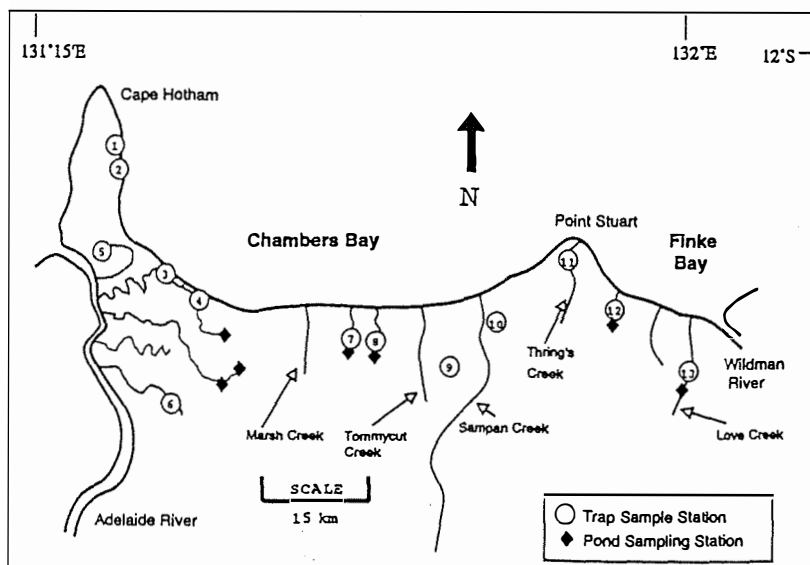 131°15'E
132°E
12°S
Cape Hotham
1
2
N
Point Stuart
Chambers Bay
Finke
Bay
5
3
4
11
12
10
7
8
9
13
6
Thring's
Creek
Wildman
River
Marsh Creek
Tommycut
Creek
Sampan Creek
Love Creek
SCALE
15 km
Adelaide River
Trap Sample Station
Pond Sampling Station